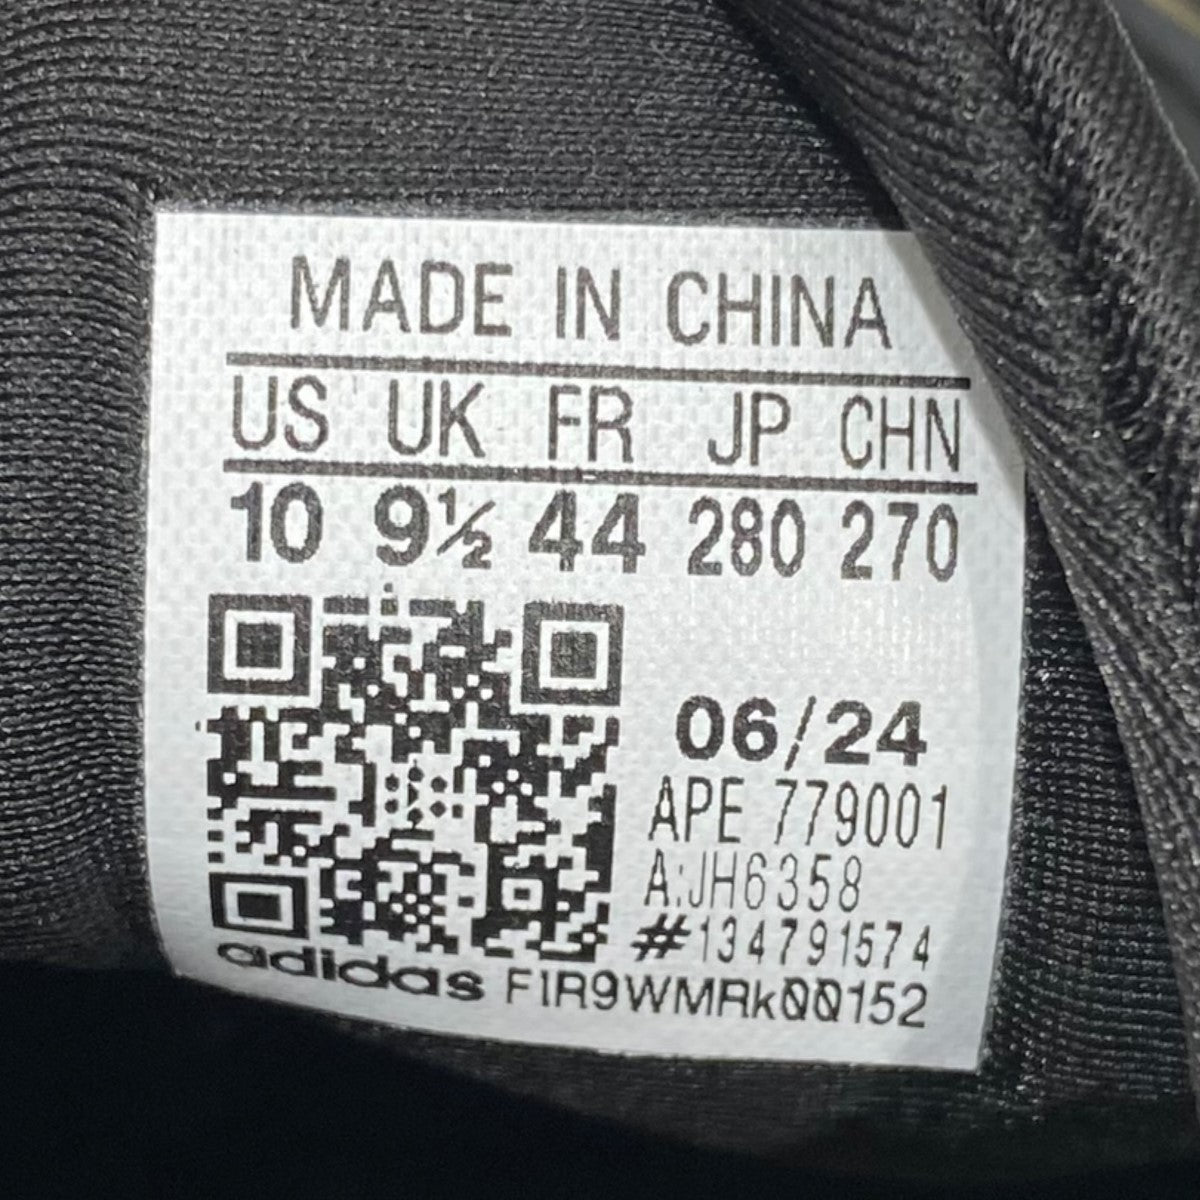 MADE IN CHINA
US UK FR JP CHN
10 9½ 44 280 270
06/24
APE 779001
A:JH6358
#134791574
adidas F1R9WMRk00152